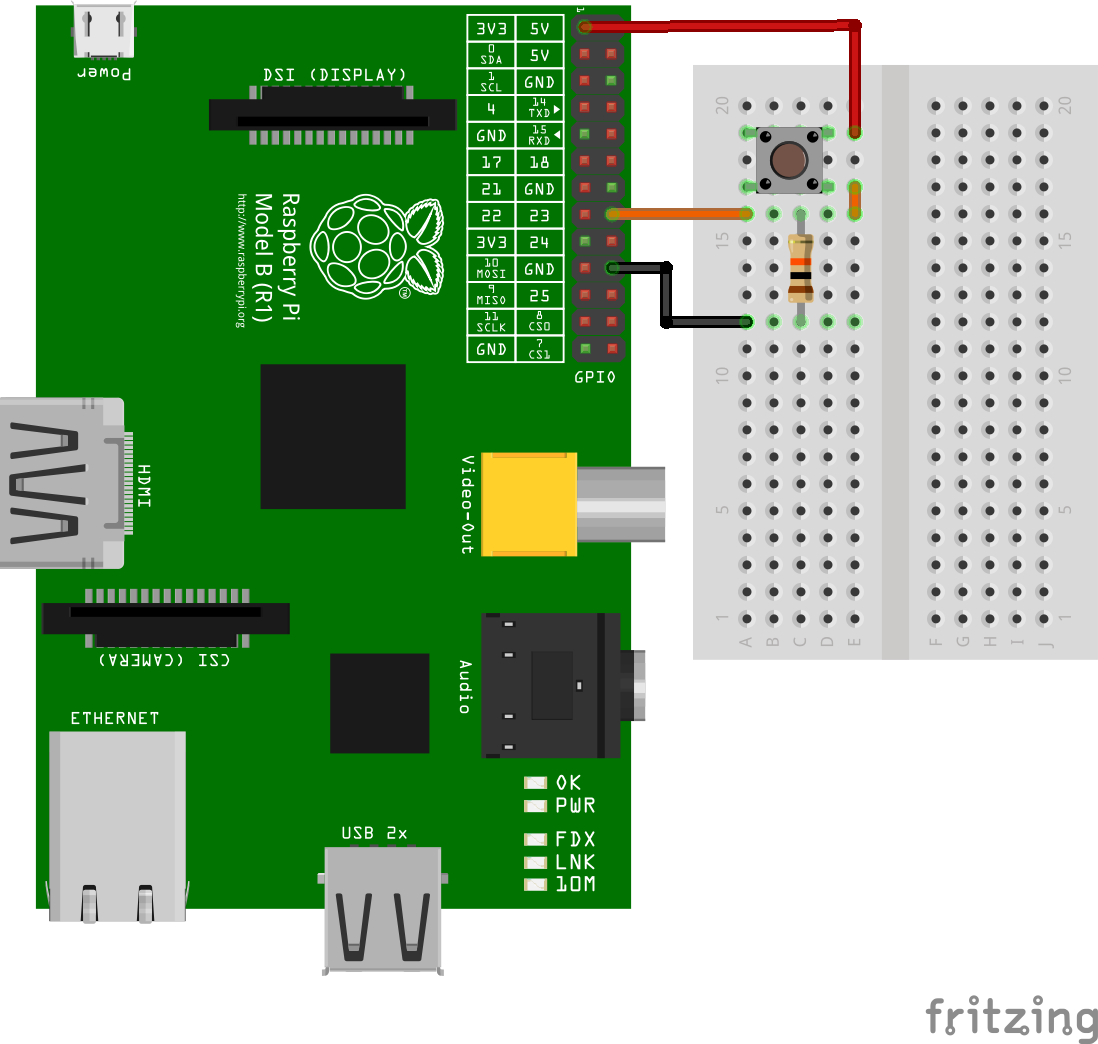 Power
DSI (DISPLAY)
1
3V3 5V
0 SDA 5V
1 SCL GND
4 14 TXD
GND 15 RXD
17 18
21 GND
22 23
3V3 24
10 MOSI GND
9 MISO 25
11 SCLK 8 CS0
GND 7 CS1
GPIO
Raspberry Pi
Model B (R1)
http://www.raspberrypi.org
TM
HDMI
Video-Out
CSI (CAMERA)
Audio
ETHERNET
USB 2x
OK
PWR
FDX
LNK
10M
20 20
15 15
10 10
5 5
1 1
A B C D E F G H I J
fritzing